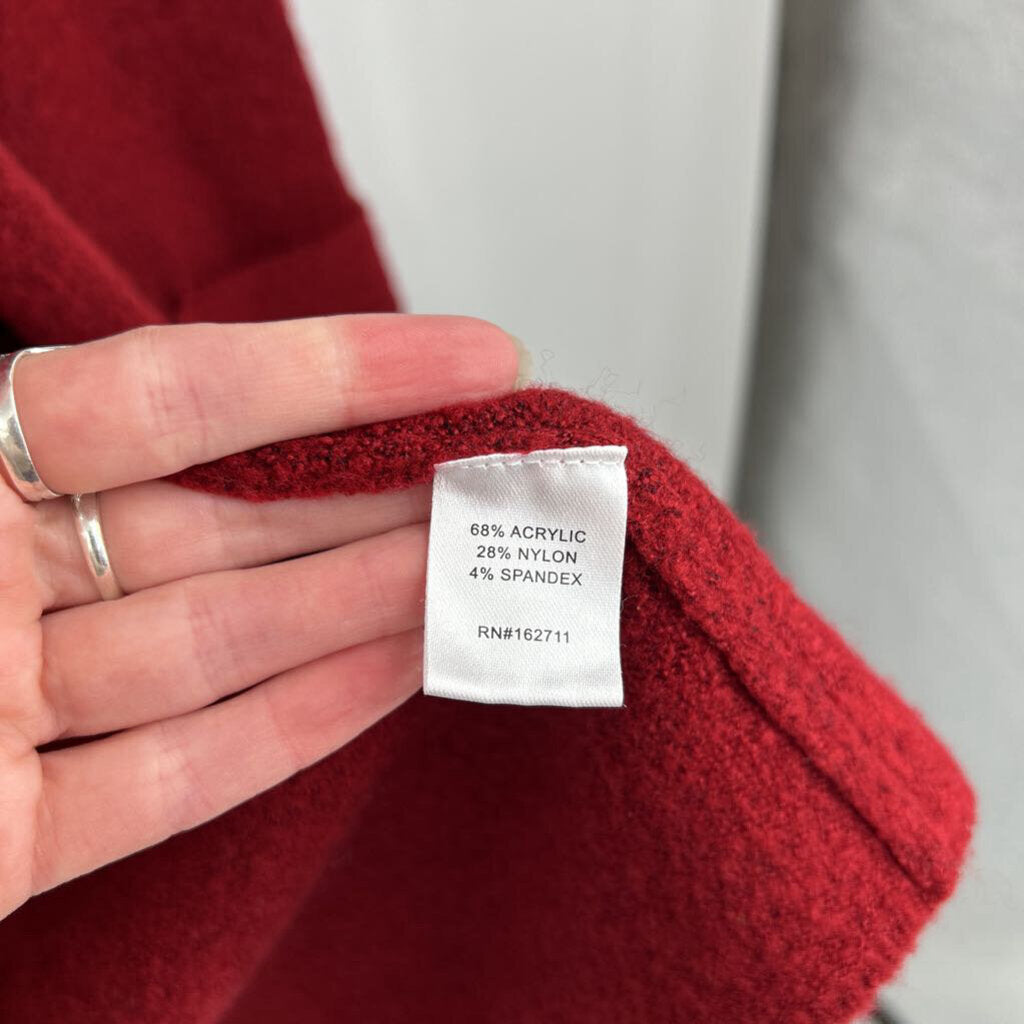 68% ACRYLIC
28% NYLON
4% SPANDEX
RN#162711